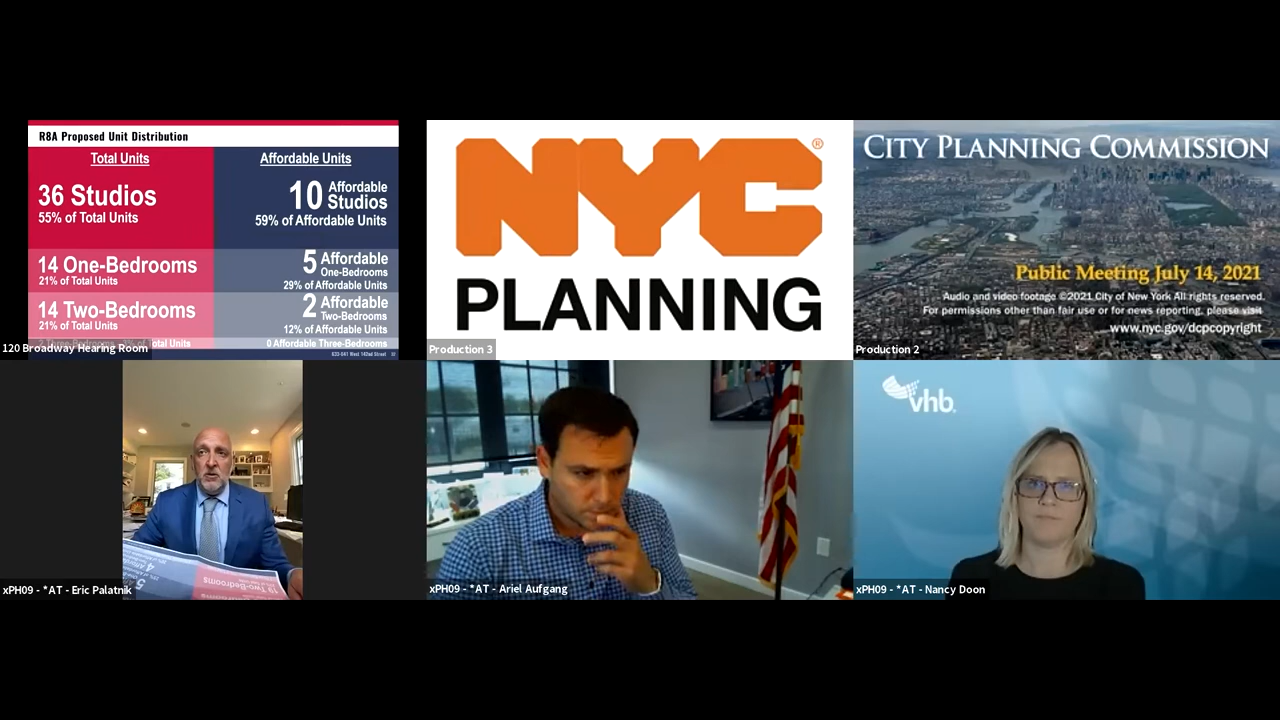 R8A Proposed Unit Distribution
Total Units
36 Studios
55% of Total Units
14 One-Bedrooms
21% of Total Units
14 Two-Bedrooms
21% of Total Units
Affordable Units
10 Affordable Studios
59% of Affordable Units
5 Affordable One-Bedrooms
29% of Affordable Units
2 Affordable Two-Bedrooms
12% of Affordable Units
0 Affordable Three-Bedrooms
120 Broadway Hearing Room
NYC®
PLANNING
Production 3
CITY PLANNING COMMISSION
Public Meeting July 14, 2021
Audio and video footage ©2021 City of New York All rights reserved.
For permissions other than fair use or for news reporting, please visit
www.nyc.gov/dcpcopyright
Production 2
xPH09 - *AT - Eric Palatnik
xPH09 - *AT - Ariel Aufgang
vhb
xPH09 - *AT - Nancy Doon